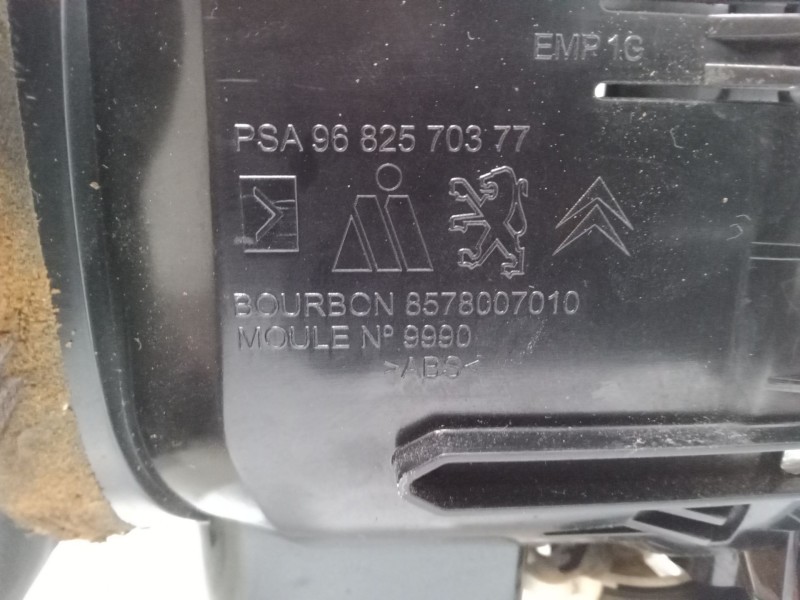 EMP 1G
PSA 96 825 703 77
BOURBON 8578007010
MOULE Nº 9990
>ABS<